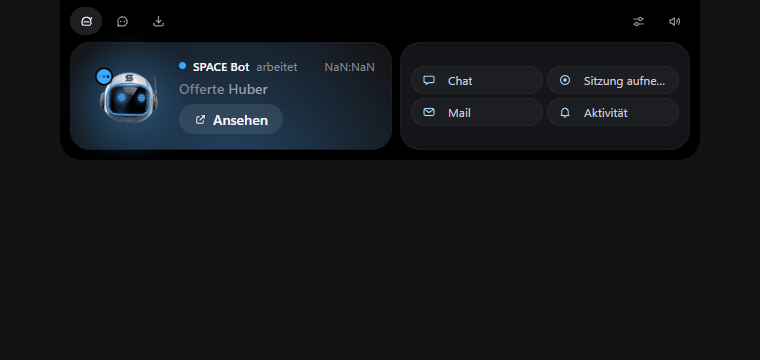 SPACE Bot arbeitet NaN:NaN
Offerte Huber
Ansehen
Chat
Sitzung aufne...
Mail
Aktivität